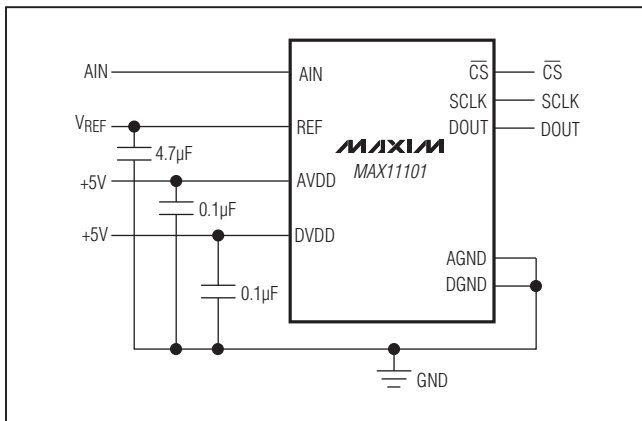 AIN
AIN
CS
CS
SCLK
SCLK
VREF
REF
DOUT
DOUT
4.7µF
MAXIM
MAX11101
+5V
AVDD
0.1µF
+5V
DVDD
AGND
DGND
0.1µF
GND